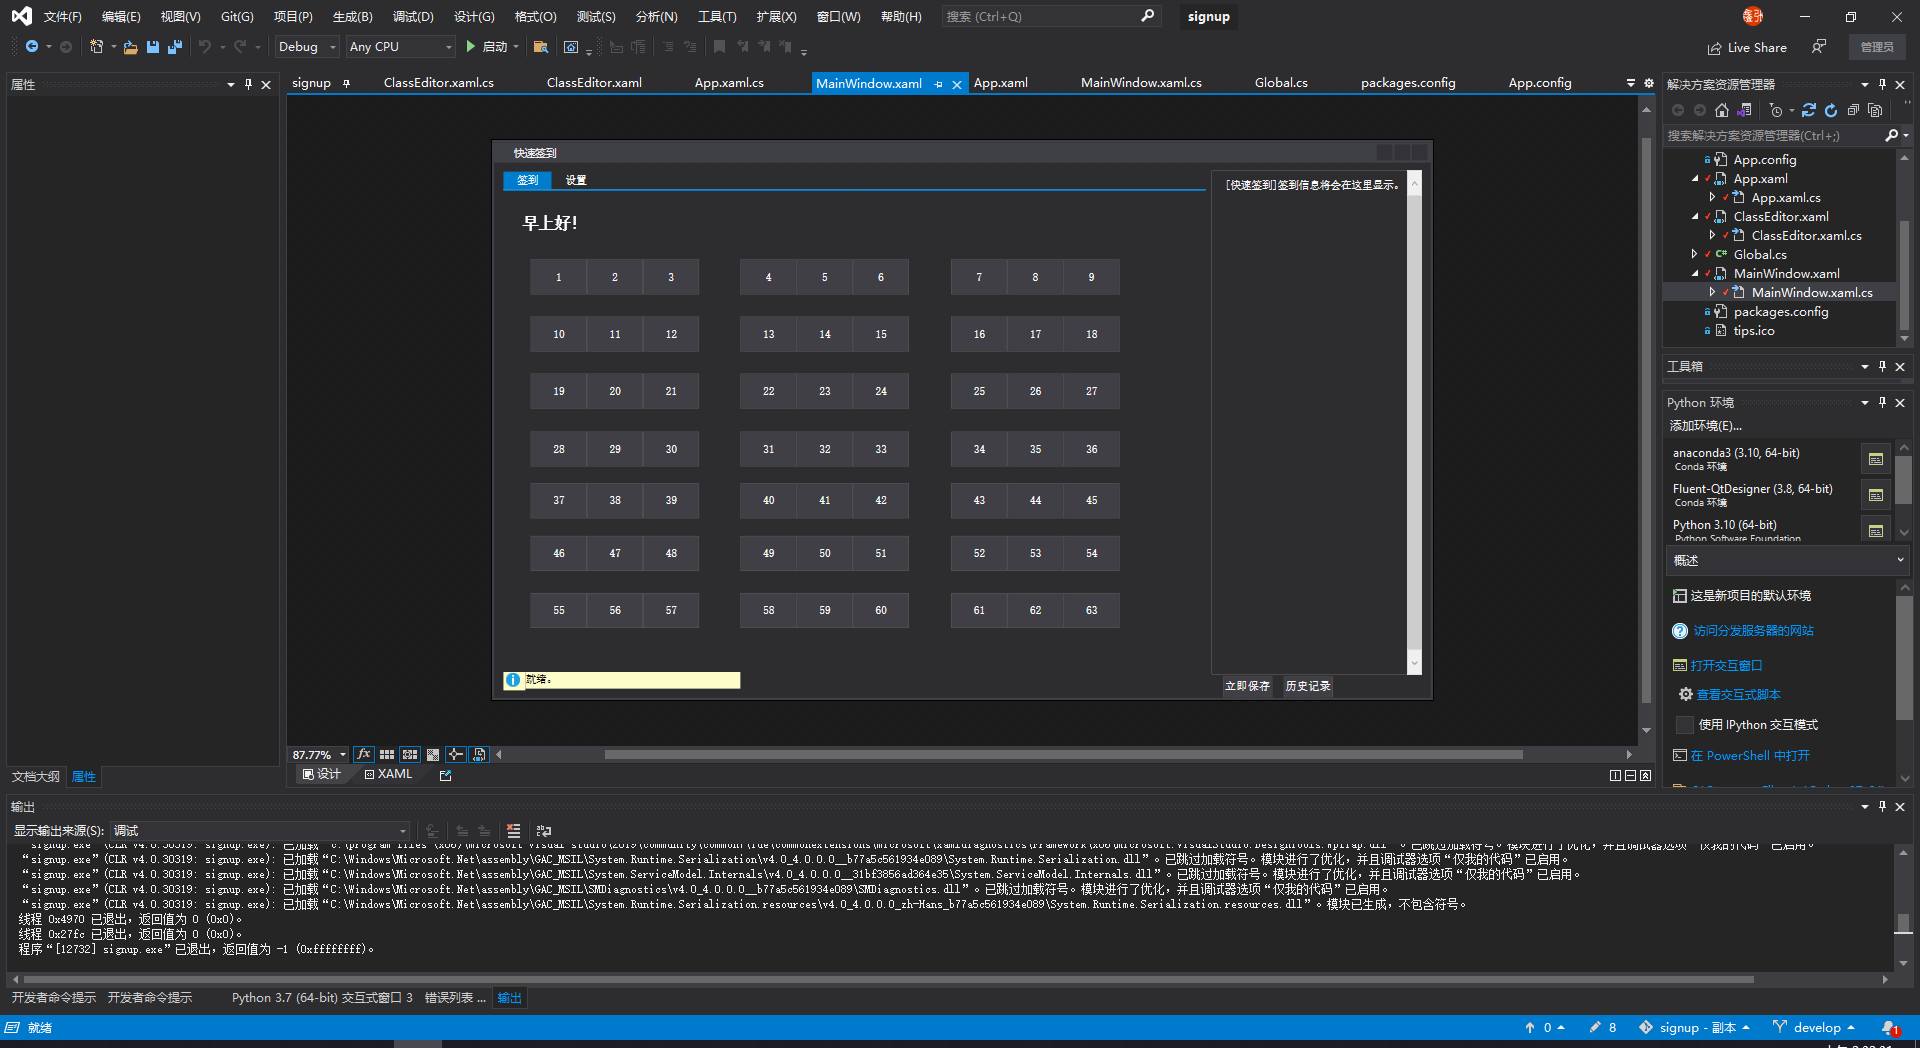 文件(F) 编辑(E) 视图(V) Git(G) 项目(P) 生成(B) 调试(D) 设计(G) 格式(O) 测试(S) 分析(N) 工具(T) 扩展(X) 窗口(W) 帮助(H) 搜索 (Ctrl+Q) signup
Debug Any CPU 启动 Live Share 管理员
属性
signup ClassEditor.xaml.cs ClassEditor.xaml App.xaml.cs MainWindow.xaml App.xaml MainWindow.xaml.cs Global.cs packages.config App.config
快速签到
签到 设置
早上好!
1 2 3 4 5 6 7 8 9
10 11 12 13 14 15 16 17 18
19 20 21 22 23 24 25 26 27
28 29 30 31 32 33 34 35 36
37 38 39 40 41 42 43 44 45
46 47 48 49 50 51 52 53 54
55 56 57 58 59 60 61 62 63
就绪。
[快速签到]签到信息将会在这里显示。
立即保存 历史记录
87.77%
设计 XAML
文档大纲 属性
解决方案资源管理器
搜索解决方案资源管理器(Ctrl+;)
App.config
App.xaml
App.xaml.cs
ClassEditor.xaml
ClassEditor.xaml.cs
Global.cs
MainWindow.xaml
MainWindow.xaml.cs
packages.config
tips.ico
工具箱
Python 环境
添加环境(E)...
anaconda3 (3.10, 64-bit)
Conda 环境
Fluent-QtDesigner (3.8, 64-bit)
Conda 环境
Python 3.10 (64-bit)
Python Software Foundation
概述
这是新项目的默认环境
访问分发服务器的网站
打开交互窗口
查看交互式脚本
使用 IPython 交互模式
在 PowerShell 中打开
输出
显示输出来源(S): 调试
“signup.exe”(CLR v4.0.30319: signup.exe): 已加载“C:\Windows\Microsoft.Net\assembly\GAC_MSIL\System.Runtime.Serialization\v4.0_4.0.0.0__b77a5c561934e089\System.Runtime.Serialization.dll”。已跳过加载符号。模块进行了优化，并且调试器选项“仅我的代码”已启用。
“signup.exe”(CLR v4.0.30319: signup.exe): 已加载“C:\Windows\Microsoft.Net\assembly\GAC_MSIL\System.ServiceModel.Internals\v4.0_4.0.0.0__31bf3856ad364e35\System.ServiceModel.Internals.dll”。已跳过加载符号。模块进行了优化，并且调试器选项“仅我的代码”已启用。
“signup.exe”(CLR v4.0.30319: signup.exe): 已加载“C:\Windows\Microsoft.Net\assembly\GAC_MSIL\SMDiagnostics\v4.0_4.0.0.0__b77a5c561934e089\SMDiagnostics.dll”。已跳过加载符号。模块进行了优化，并且调试器选项“仅我的代码”已启用。
“signup.exe”(CLR v4.0.30319: signup.exe): 已加载“C:\Windows\Microsoft.Net\assembly\GAC_MSIL\System.Runtime.Serialization.resources\v4.0_4.0.0.0_zh-Hans_b77a5c561934e089\System.Runtime.Serialization.resources.dll”。模块已生成，不包含符号。
线程 0x4970 已退出，返回值为 0 (0x0)。
线程 0x27fc 已退出，返回值为 0 (0x0)。
程序“[12732] signup.exe”已退出，返回值为 -1 (0xffffffff)。
开发者命令提示 开发者命令提示 Python 3.7 (64-bit) 交互式窗口 3 错误列表 ... 输出
就绪 0 8 signup - 副本 develop 1